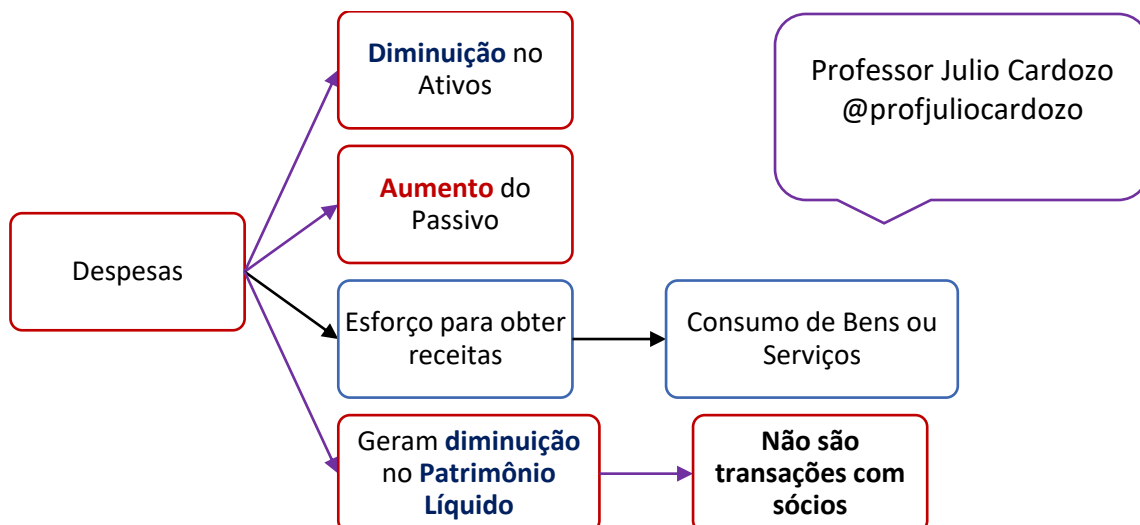 Diminuição no
Ativos
Professor Julio Cardozo
@profjuliocardozo
Aumento do
Passivo
Despesas
Esforço para obter
receitas
Consumo de Bens ou
Serviços
Geram diminuição
no Patrimônio
Líquido
Não são
transações com
sócios